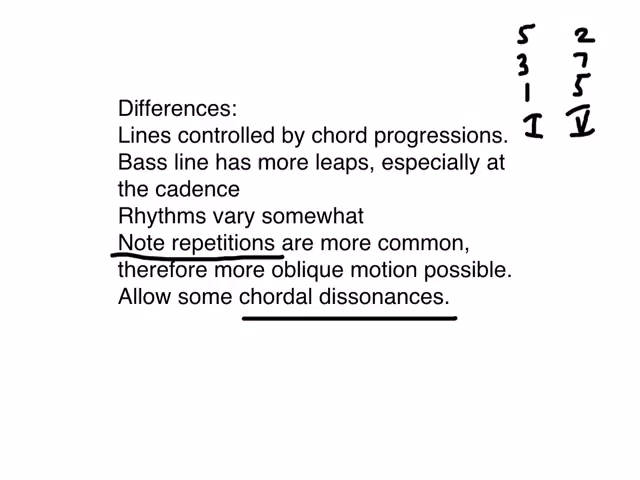 5 2
3 7
1 5
I V
Differences:
Lines controlled by chord progressions.
Bass line has more leaps, especially at
the cadence
Rhythms vary somewhat
Note repetitions are more common,
therefore more oblique motion possible.
Allow some chordal dissonances.